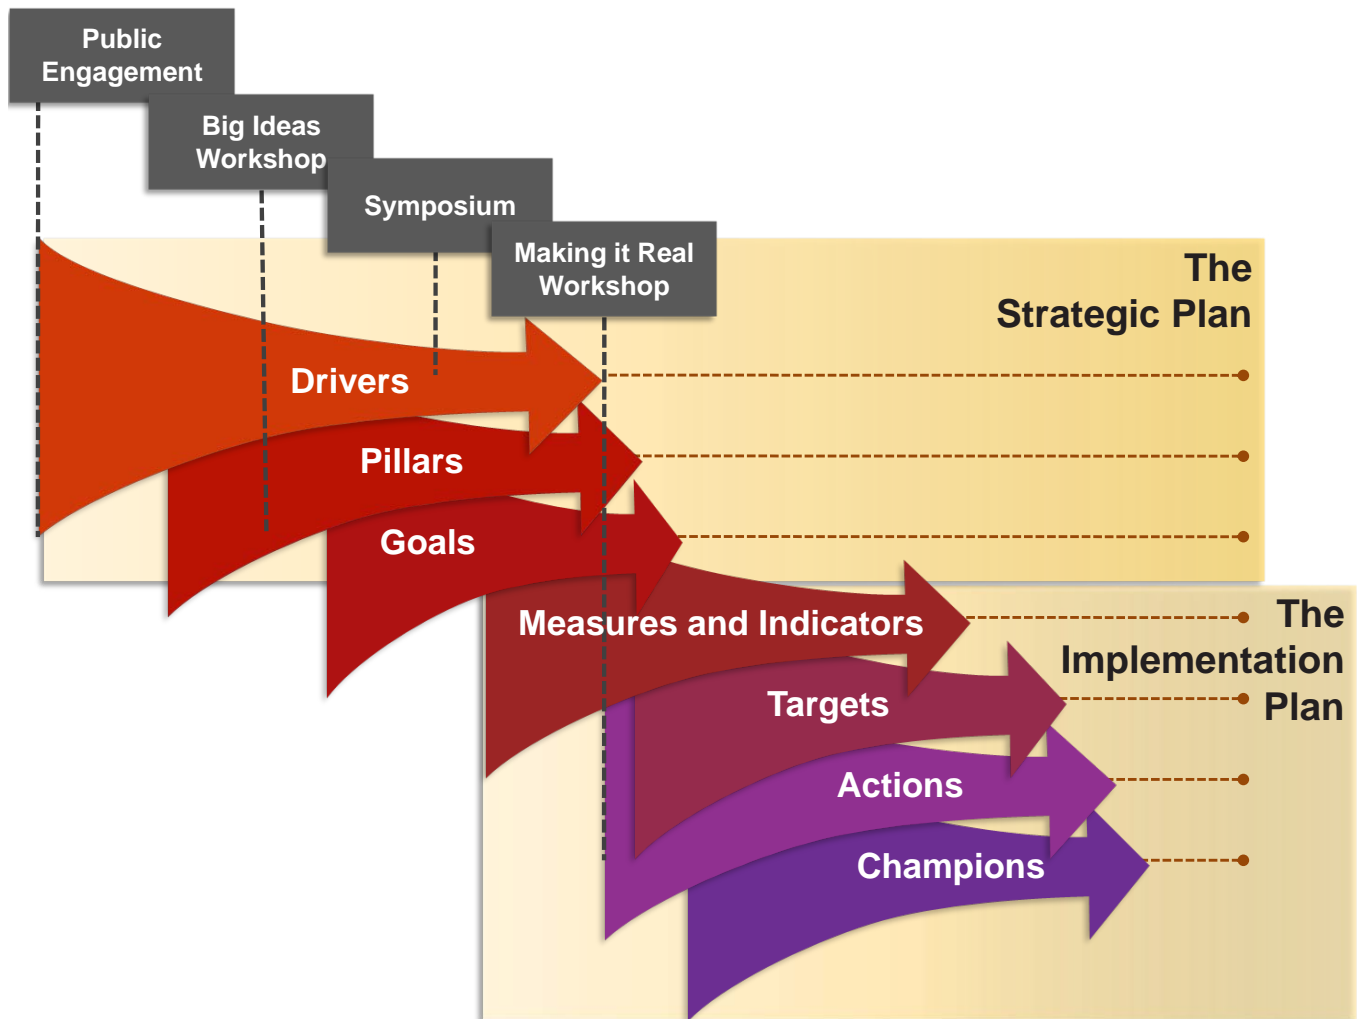 Public
Engagement
Big Ideas
Workshop
Symposium
Making it Real
Workshop
The
Strategic Plan
Drivers
Pillars
Goals
Measures and Indicators
The
Implementation
Plan
Targets
Actions
Champions